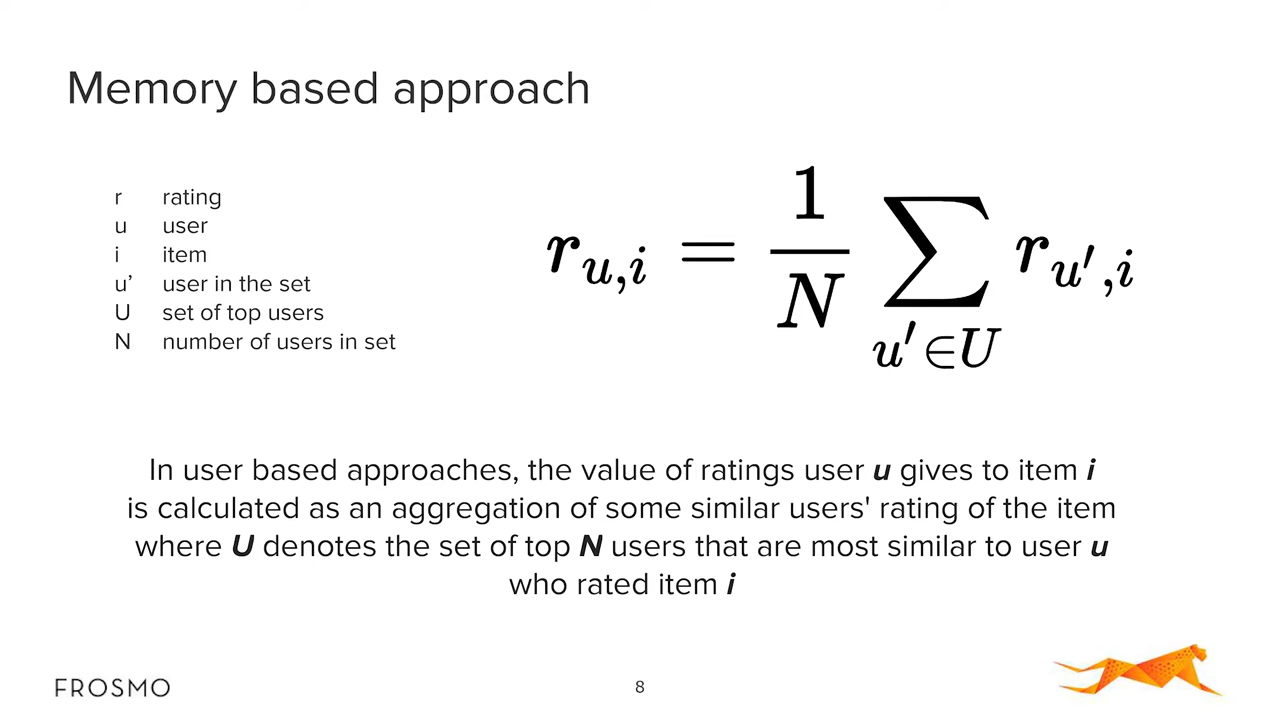 Memory based approach
r rating
u user
i item
u’ user in the set
U set of top users
N number of users in set
r_{u,i} = \frac{1}{N} \sum_{u' \in U} r_{u',i}
In user based approaches, the value of ratings user u gives to item i
is calculated as an aggregation of some similar users' rating of the item
where U denotes the set of top N users that are most similar to user u
who rated item i
FROSMO
8